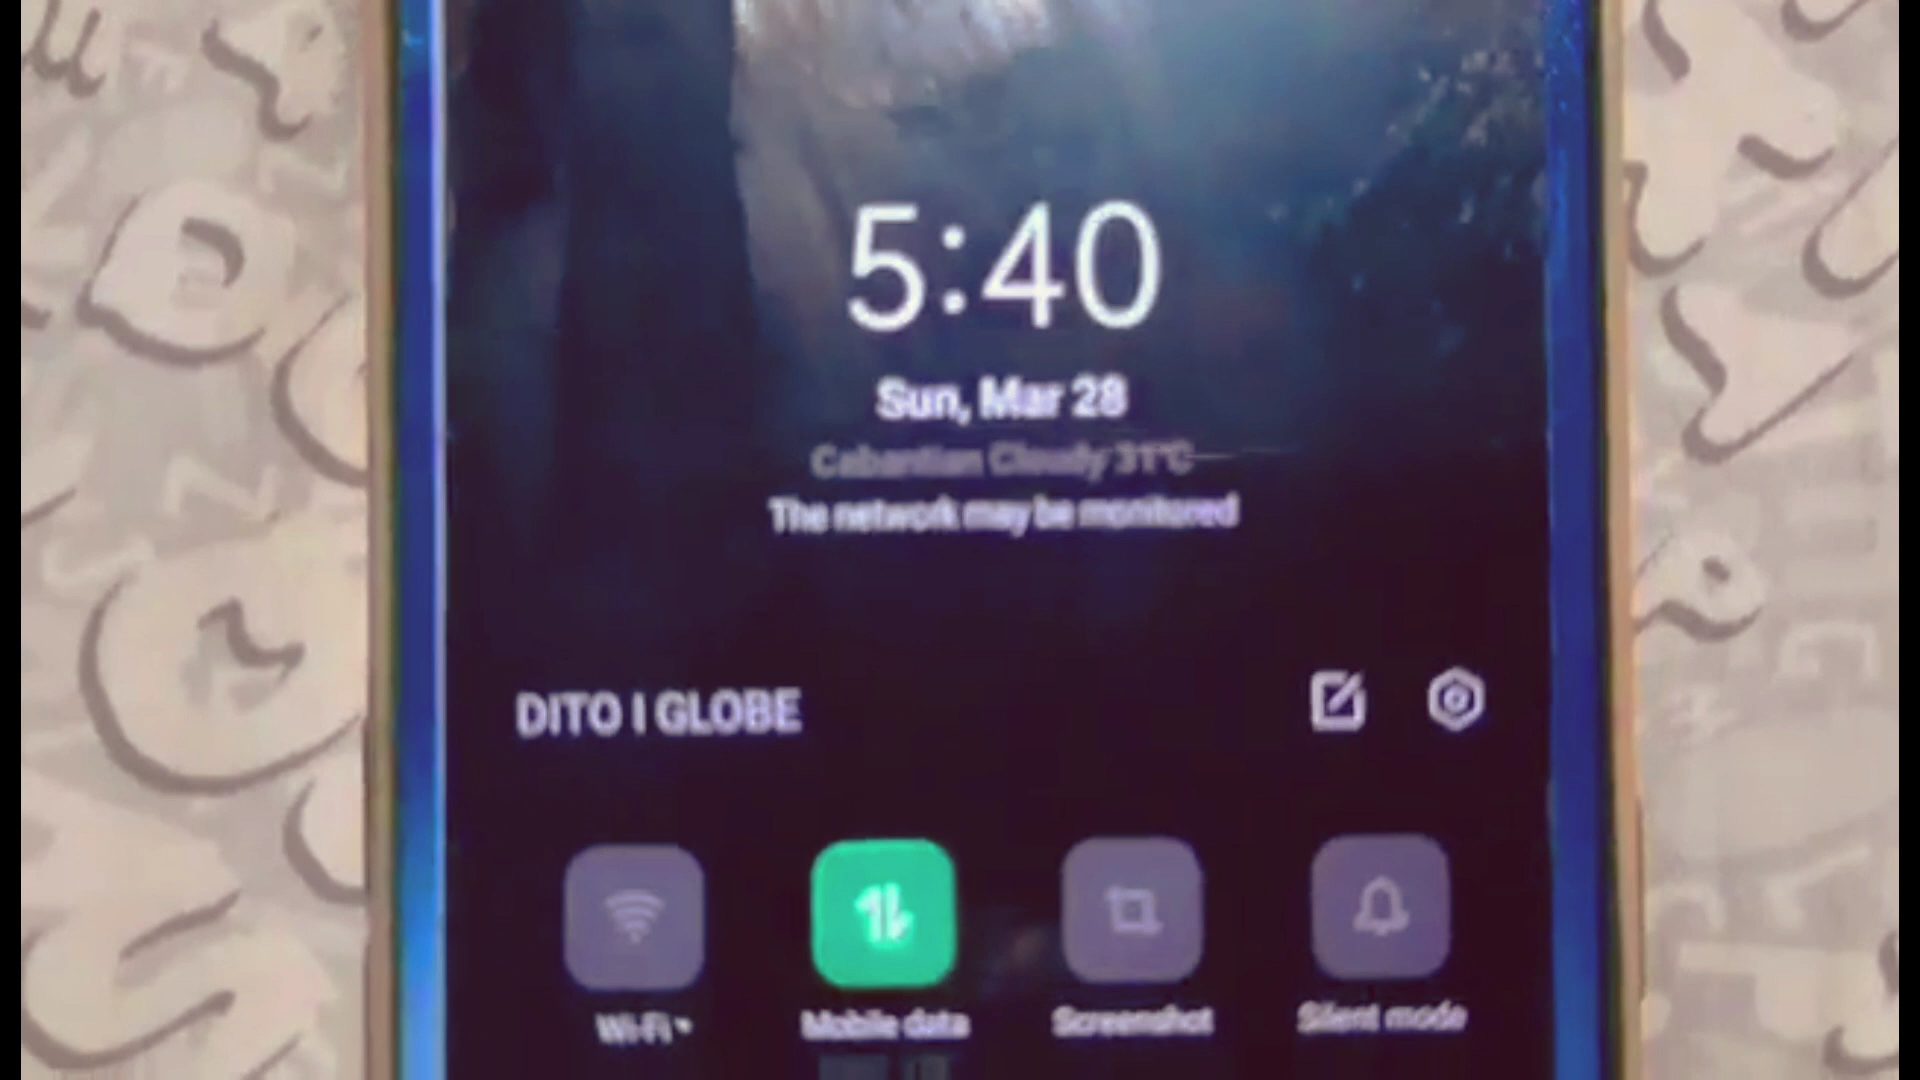 5:40
Sun, Mar 28
Cabantian Cloudy 31°C
The network may be monitored
DITO | GLOBE
Wi-Fi
Mobile data
Screenshot
Silent mode